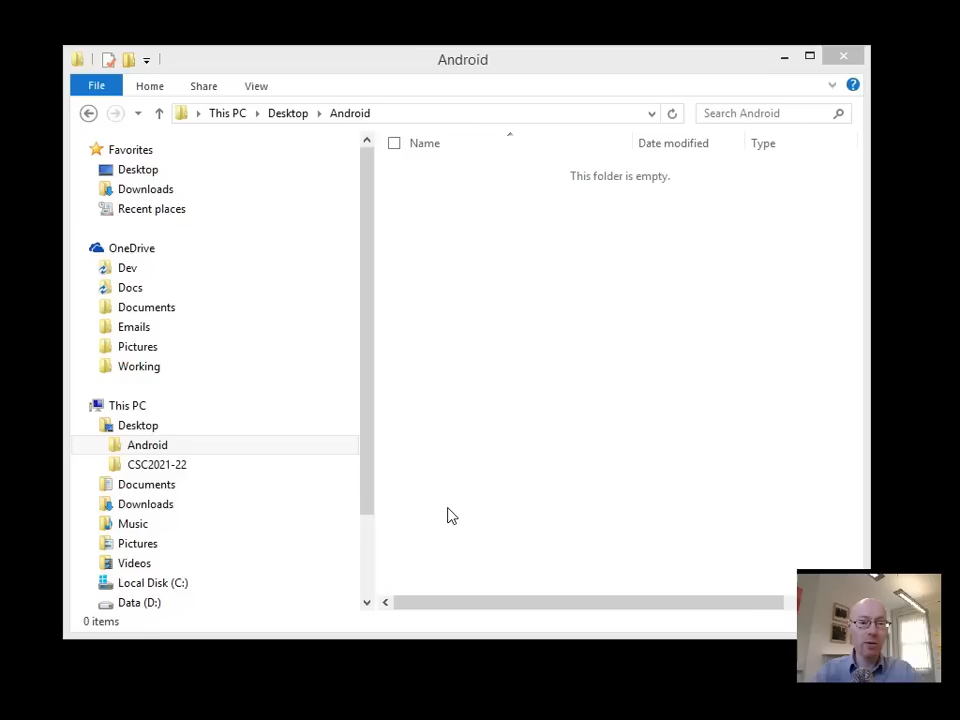 Android
File
Home
Share
View
This PC
Desktop
Android
Search Android
Favorites
Desktop
Downloads
Recent places
OneDrive
Dev
Docs
Documents
Emails
Pictures
Working
This PC
Desktop
Android
CSC2021-22
Documents
Downloads
Music
Pictures
Videos
Local Disk (C:)
Data (D:)
Name
Date modified
Type
This folder is empty.
0 items